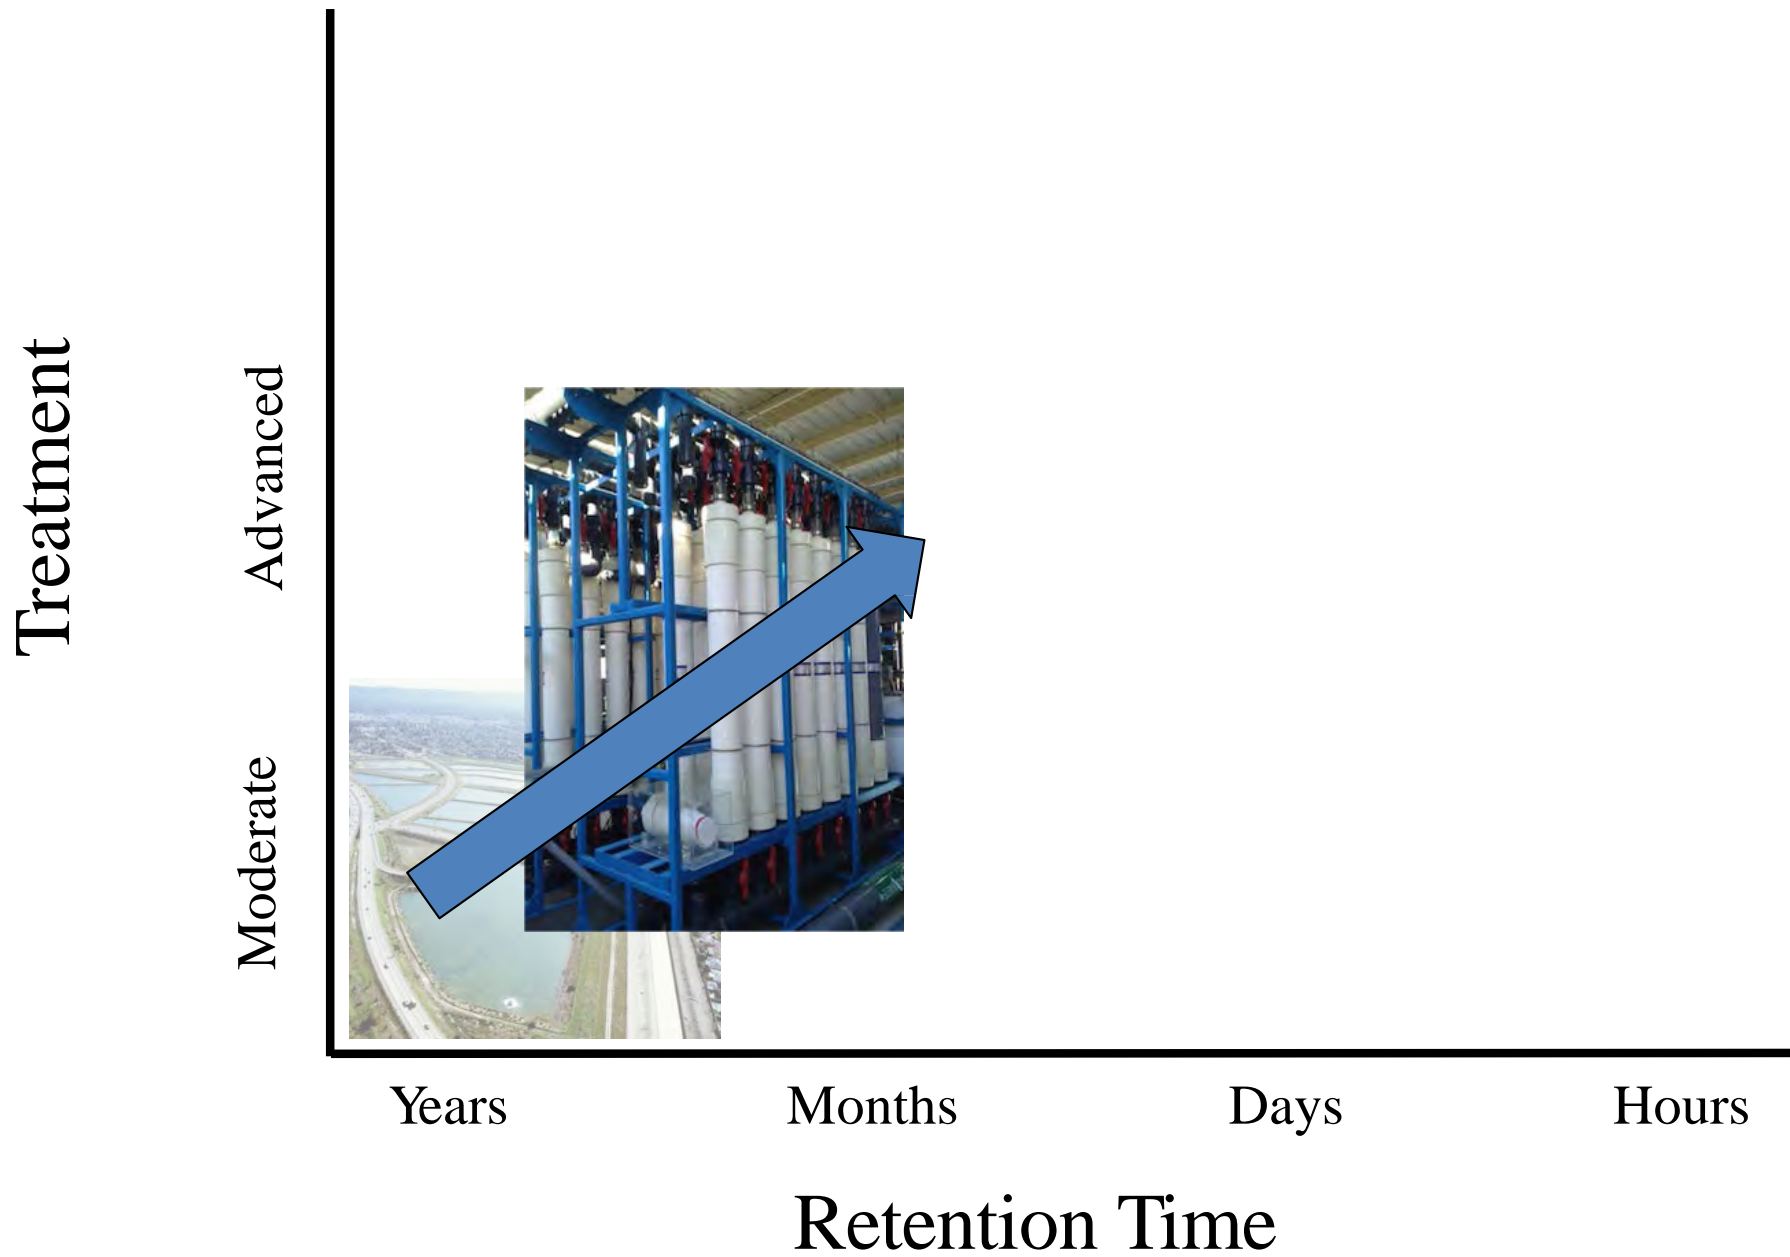 Treatment
Advanced
Moderate
Years
Months
Days
Hours
Retention Time